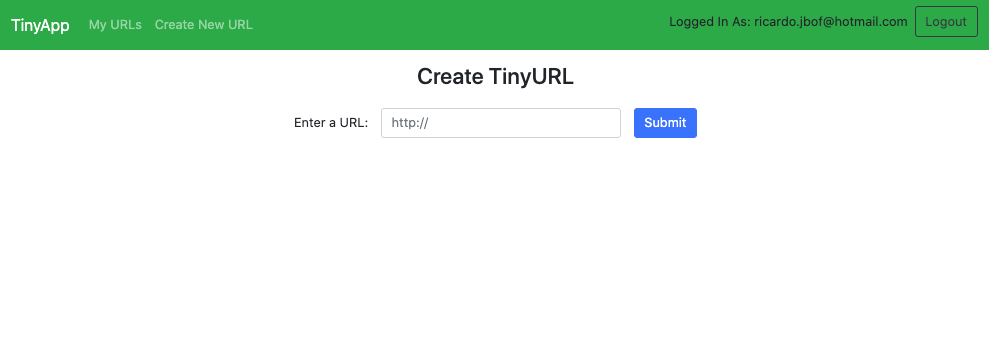 TinyApp My URLs Create New URL Logged In As: ricardo.jbof@hotmail.com Logout
Create TinyURL
Enter a URL: http:// Submit